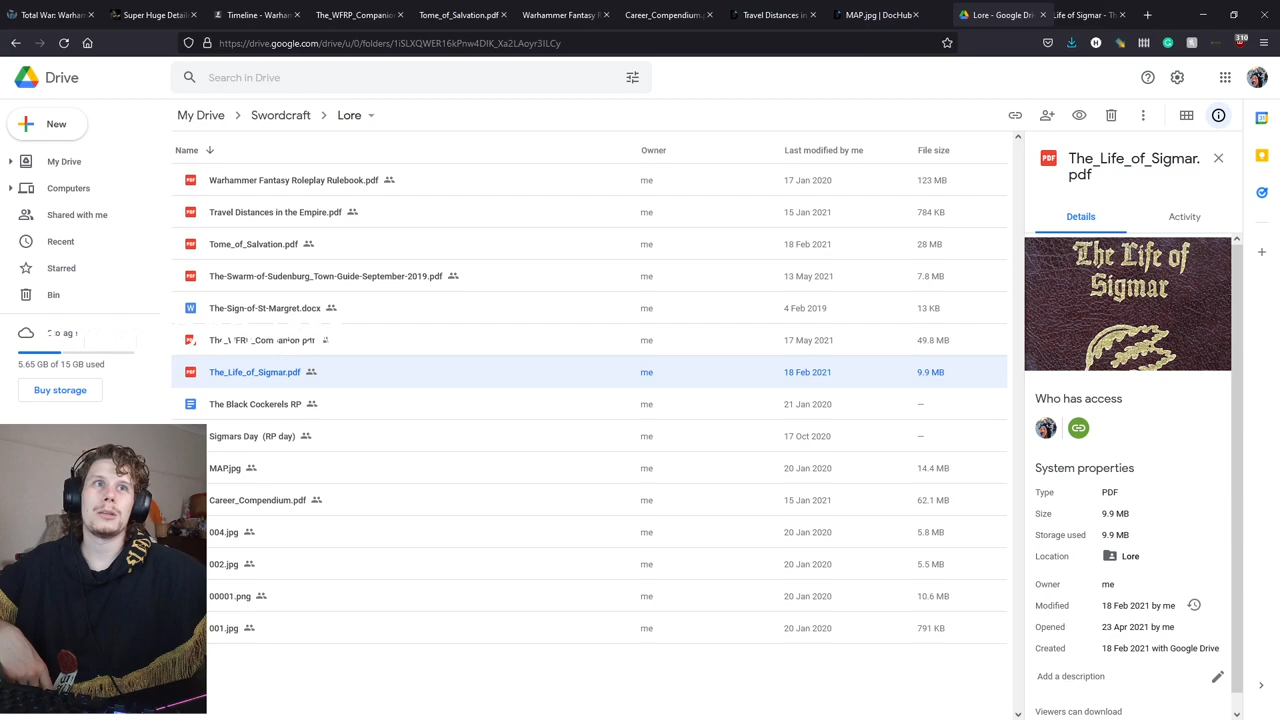 Total War: Warham
Super Huge Detail
Timeline - Warham
The_WFRP_Companio
Tome_of_Salvation.pdf
Warhammer Fantasy R
Career_Compendium.
Travel Distances in
MAP.jpg | DocHub
Lore - Google Dri
Life of Sigmar - Th
https://drive.google.com/drive/u/0/folders/1iSLXQWER16kPnw4DIK_Xa2LAoyr31LCy
310
Drive
Search in Drive
New
My Drive
Computers
Shared with me
Recent
Starred
Bin
5.65 GB of 15 GB used
Buy storage
My Drive > Swordcraft > Lore
Name Owner Last modified by me File size
Warhammer Fantasy Roleplay Rulebook.pdf me 17 Jan 2020 123 MB
Travel Distances in the Empire.pdf me 15 Jan 2021 784 KB
Tome_of_Salvation.pdf me 18 Feb 2021 28 MB
The-Swarm-of-Sudenburg_Town-Guide-September-2019.pdf me 13 May 2021 7.8 MB
The-Sign-of-St-Margret.docx me 4 Feb 2019 13 KB
me 17 May 2021 49.8 MB
The_Life_of_Sigmar.pdf me 18 Feb 2021 9.9 MB
The Black Cockerels RP me 21 Jan 2020 –
Sigmars Day (RP day) me 17 Oct 2020 –
MAP.jpg me 20 Jan 2020 14.4 MB
Career_Compendium.pdf me 15 Jan 2021 62.1 MB
004.jpg me 20 Jan 2020 5.8 MB
002.jpg me 20 Jan 2020 5.5 MB
00001.png me 20 Jan 2020 10.6 MB
001.jpg me 20 Jan 2020 791 KB
PDF
The_Life_of_Sigmar.
pdf
Details Activity
The Life of
Sigmar
Who has access
System properties
Type PDF
Size 9.9 MB
Storage used 9.9 MB
Location Lore
Owner me
Modified 18 Feb 2021 by me
Opened 23 Apr 2021 by me
Created 18 Feb 2021 with Google Drive
Add a description
Viewers can download